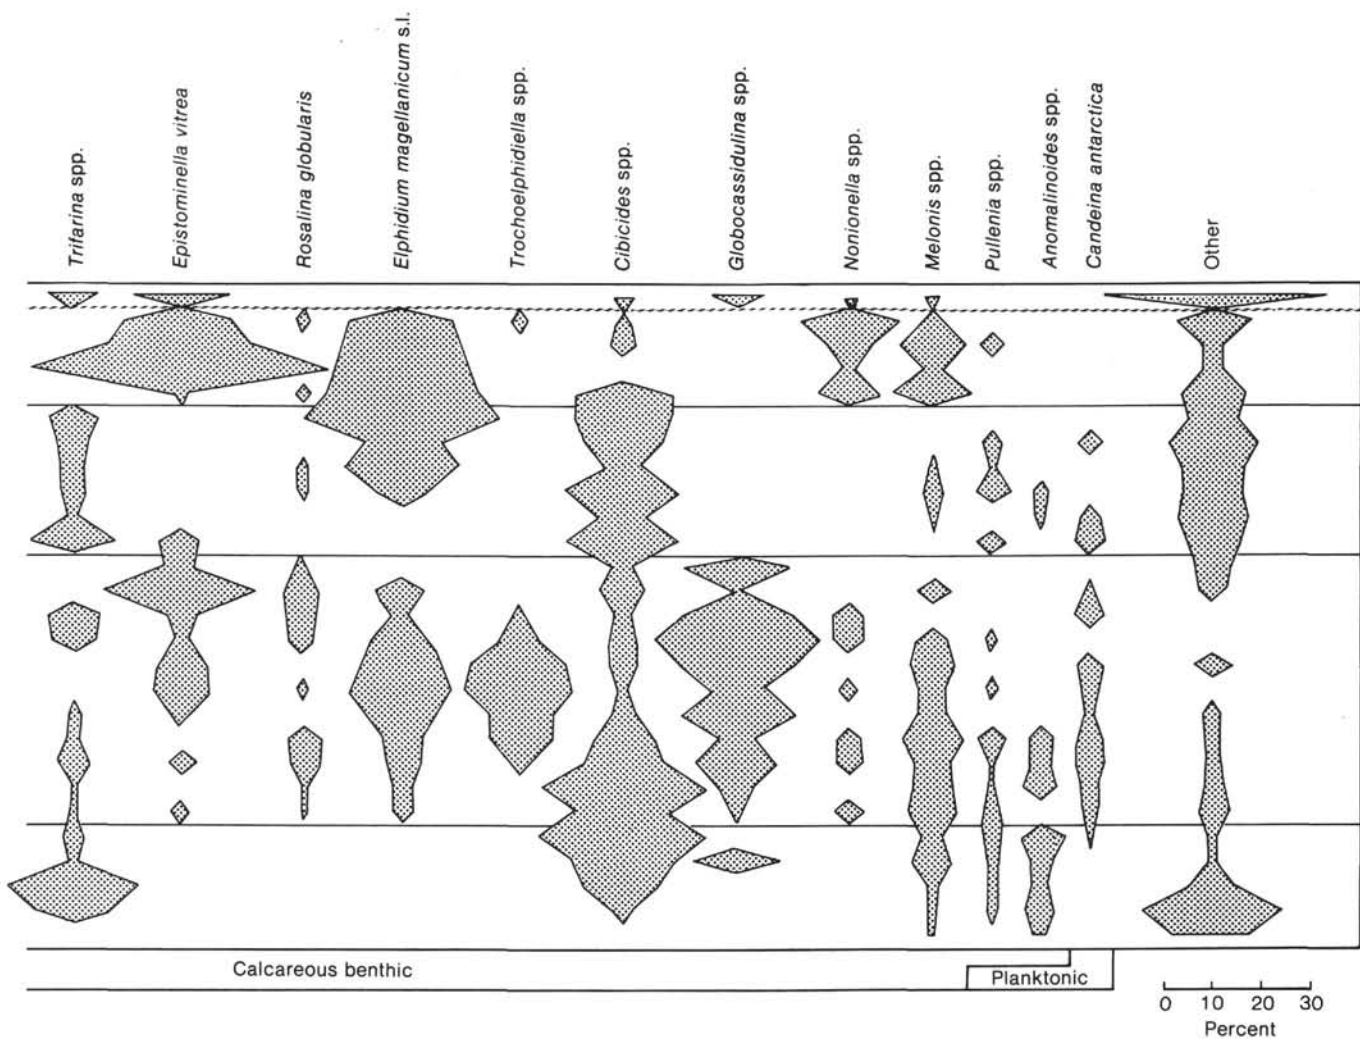 Trifarina spp.
Epistominella vitrea
Rosalina globularis
Elphidium magellanicum s.l.
Trochoelphidiella spp.
Cibicides spp.
Globocassidulina spp.
Nonionella spp.
Melonis spp.
Pullenia spp.
Anomalinoides spp.
Candeina antarctica
Other
Calcareous benthic
Planktonic
0 10 20 30
Percent